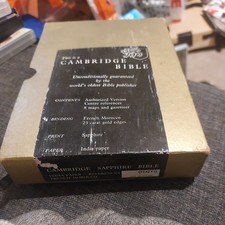 This is a
CAMBRIDGE
BIBLE
Unconditionally guaranteed
by the
world's oldest Bible publisher
CONTENTS Authorized Version
Centre references
8 maps and gazetteer
BINDING French Morocco
23 carat gold edges
PRINT Sapphire
PAPER India paper
CAMBRIDGE SAPPHIRE BIBLE